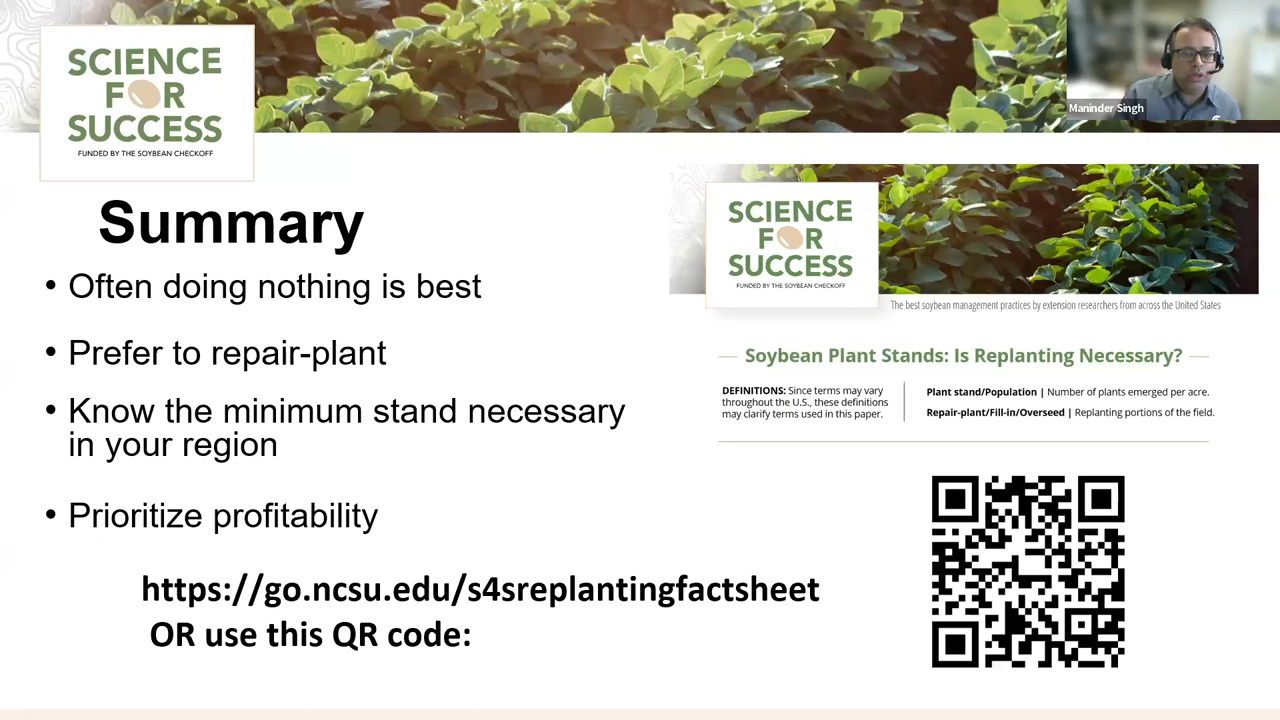 SCIENCE
FOR
SUCCESS
FUNDED BY THE SOYBEAN CHECKOFF
Maninder Singh
Summary
• Often doing nothing is best
• Prefer to repair-plant
• Know the minimum stand necessary
in your region
• Prioritize profitability
https://go.ncsu.edu/s4sreplantingfactsheet
OR use this QR code:
SCIENCE
FOR
SUCCESS
FUNDED BY THE SOYBEAN CHECKOFF
The best soybean management practices by extension researchers from across the United States
Soybean Plant Stands: Is Replanting Necessary?
DEFINITIONS: Since terms may vary
throughout the U.S., these definitions
may clarify terms used in this paper.
Plant stand/Population | Number of plants emerged per acre.
Repair-plant/Fill-in/Overseed | Replanting portions of the field.